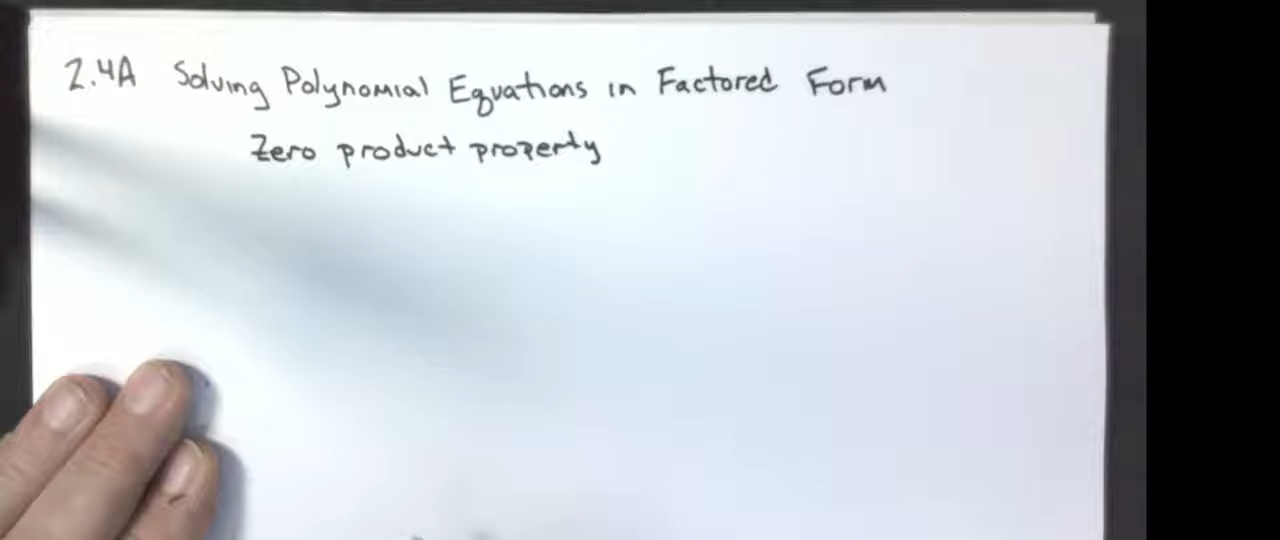 2.4A Solving Polynomial Equations in Factored Form
Zero product property